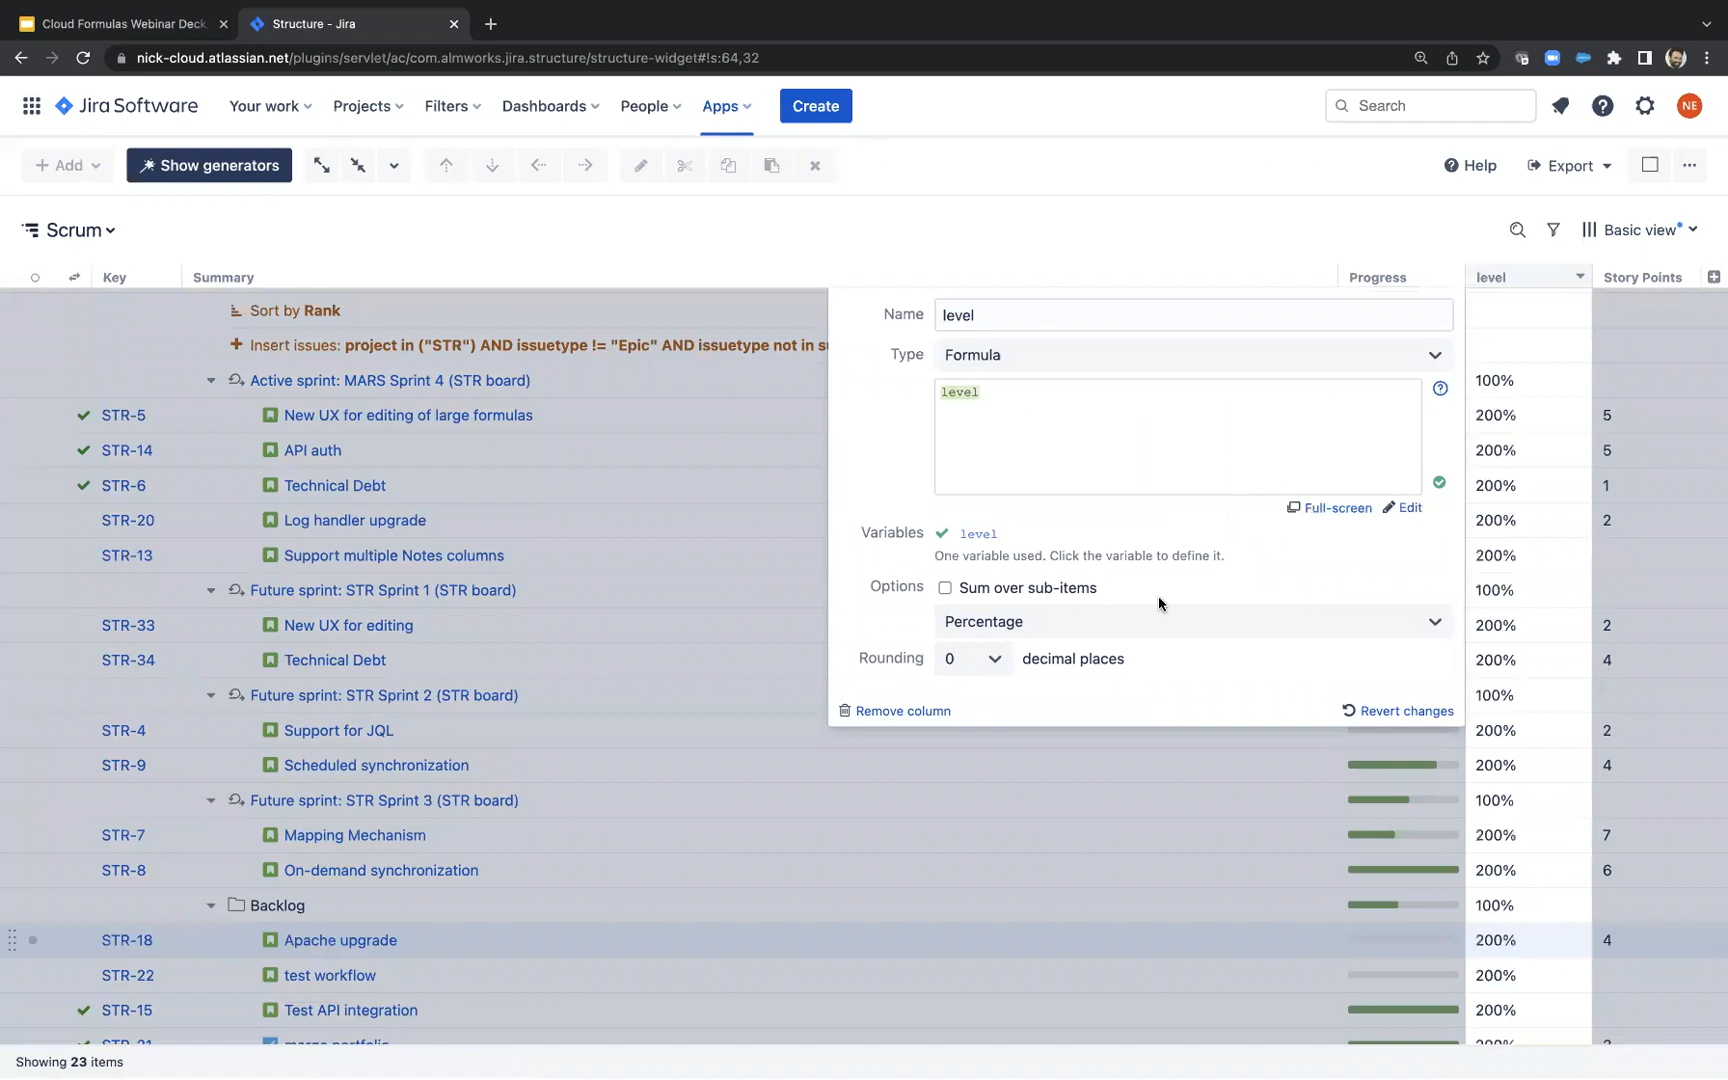 Cloud Formulas Webinar Deck
Structure - Jira
nick-cloud.atlassian.net/plugins/servlet/ac/com.almworks.jira.structure/structure-widget#!s:64,32
Jira Software Your work Projects Filters Dashboards People Apps Create Search NE
Add Show generators Help Export
Scrum Basic view*
Key Summary Progress level Story Points
Sort by Rank
+ Insert issues: project in ("STR") AND issuetype != "Epic" AND issuetype not in su
Active sprint: MARS Sprint 4 (STR board) 100%
STR-5 New UX for editing of large formulas 200% 5
STR-14 API auth 200% 5
STR-6 Technical Debt 200% 1
STR-20 Log handler upgrade 200% 2
STR-13 Support multiple Notes columns 200%
Future sprint: STR Sprint 1 (STR board) 100%
STR-33 New UX for editing 200% 2
STR-34 Technical Debt 200% 4
Future sprint: STR Sprint 2 (STR board) 100%
STR-4 Support for JQL 200% 2
STR-9 Scheduled synchronization 200% 4
Future sprint: STR Sprint 3 (STR board) 100%
STR-7 Mapping Mechanism 200% 7
STR-8 On-demand synchronization 200% 6
Backlog 100%
STR-18 Apache upgrade 200% 4
STR-22 test workflow 200%
STR-15 Test API integration 200%
Name level
Type Formula
level
Full-screen Edit
Variables level
One variable used. Click the variable to define it.
Options Sum over sub-items
Percentage
Rounding 0 decimal places
Remove column Revert changes
Showing 23 items